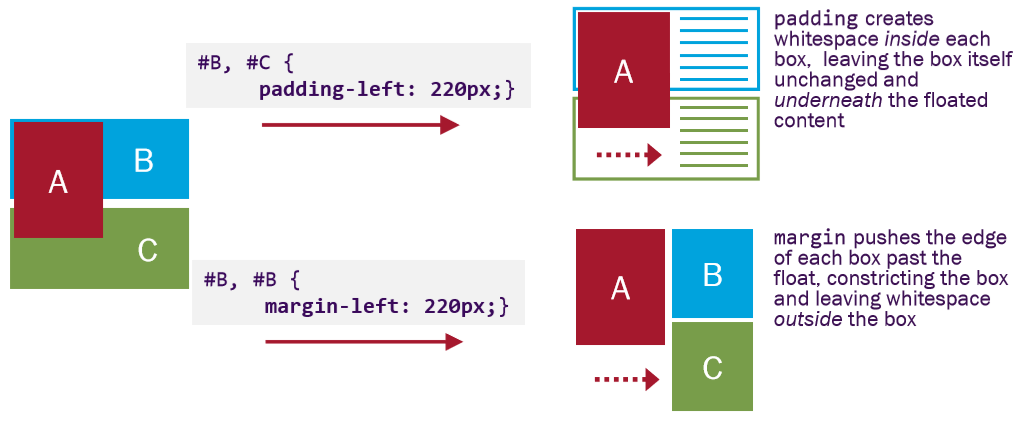 A
B
C
#B, #C {
padding-left: 220px;}
#B, #B {
margin-left: 220px;}
A
padding creates
whitespace inside each
box, leaving the box itself
unchanged and
underneath the floated
content
A
B
C
margin pushes the edge
of each box past the
float, constricting the box
and leaving whitespace
outside the box